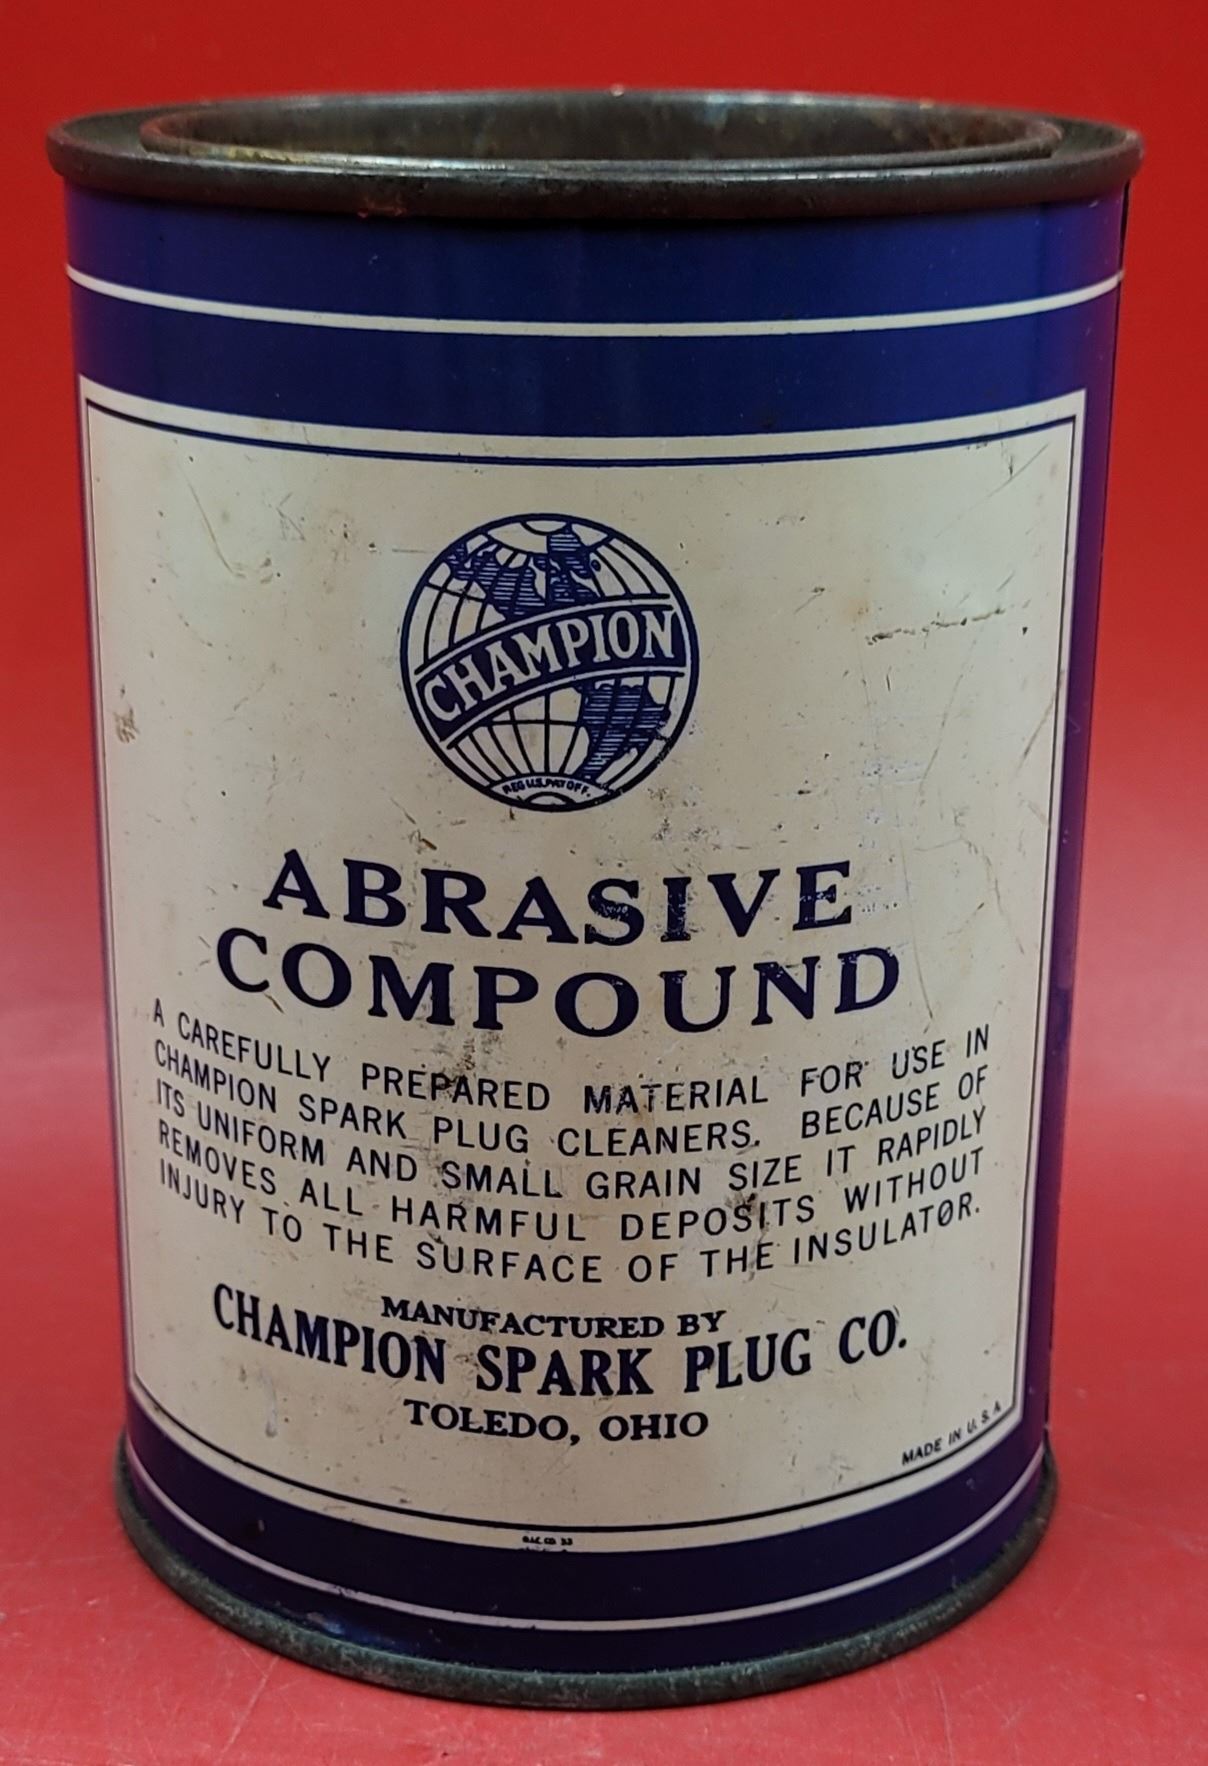 CHAMPION
REG U.S. PAT OFF.
ABRASIVE
COMPOUND
A CAREFULLY PREPARED MATERIAL FOR USE IN
CHAMPION SPARK PLUG CLEANERS. BECAUSE OF
ITS UNIFORM AND SMALL GRAIN SIZE IT RAPIDLY
REMOVES ALL HARMFUL DEPOSITS WITHOUT
INJURY TO THE SURFACE OF THE INSULATOR.
MANUFACTURED BY
CHAMPION SPARK PLUG CO.
TOLEDO, OHIO
MADE IN U. S. A.